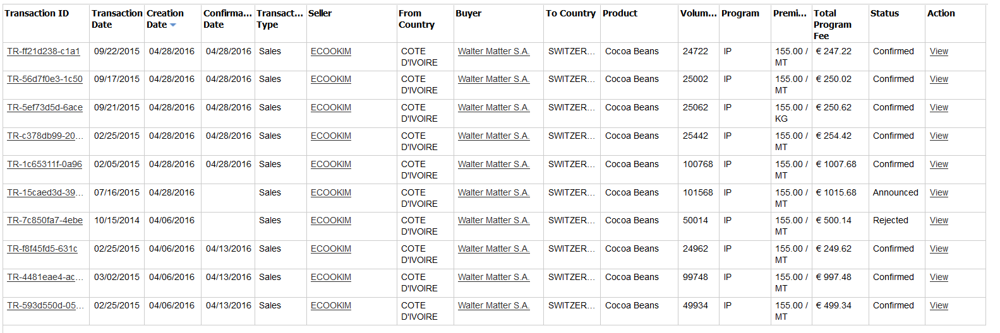 Transaction ID Transaction Date Creation Date Confirma... Date Transact... Type Seller From Country Buyer To Country Product Volum... Program Premi... Total Program Fee Status Action
TR-ff21d238-c1a1 09/22/2015 04/28/2016 04/28/2016 Sales ECOOKIM COTE D'IVOIRE Walter Matter S.A. SWITZER... Cocoa Beans 24722 IP 155.00 / MT € 247.22 Confirmed View
TR-56d7f0e3-1c50 09/17/2015 04/28/2016 04/28/2016 Sales ECOOKIM COTE D'IVOIRE Walter Matter S.A. SWITZER... Cocoa Beans 25002 IP 155.00 / MT € 250.02 Confirmed View
TR-5ef73d5d-6ace 09/21/2015 04/28/2016 04/28/2016 Sales ECOOKIM COTE D'IVOIRE Walter Matter S.A. SWITZER... Cocoa Beans 25062 IP 155.00 / KG € 250.62 Confirmed View
TR-c378db99-20... 02/25/2015 04/28/2016 04/28/2016 Sales ECOOKIM COTE D'IVOIRE Walter Matter S.A. SWITZER... Cocoa Beans 25442 IP 155.00 / MT € 254.42 Confirmed View
TR-1c65311f-0a96 02/05/2015 04/28/2016 04/28/2016 Sales ECOOKIM COTE D'IVOIRE Walter Matter S.A. SWITZER... Cocoa Beans 100768 IP 155.00 / MT € 1007.68 Confirmed View
TR-15caed3d-39... 07/16/2015 04/28/2016 Sales ECOOKIM COTE D'IVOIRE Walter Matter S.A. SWITZER... Cocoa Beans 101568 IP 155.00 / MT € 1015.68 Announced View
TR-7c850fa7-4ebe 10/15/2014 04/06/2016 Sales ECOOKIM COTE D'IVOIRE Walter Matter S.A. SWITZER... Cocoa Beans 50014 IP 155.00 / MT € 500.14 Rejected View
TR-f8f45fd5-631c 02/25/2015 04/06/2016 04/13/2016 Sales ECOOKIM COTE D'IVOIRE Walter Matter S.A. SWITZER... Cocoa Beans 24962 IP 155.00 / MT € 249.62 Confirmed View
TR-4481eae4-ac... 03/02/2015 04/06/2016 04/13/2016 Sales ECOOKIM COTE D'IVOIRE Walter Matter S.A. SWITZER... Cocoa Beans 99748 IP 155.00 / MT € 997.48 Confirmed View
TR-593d550d-05... 02/25/2015 04/06/2016 04/13/2016 Sales ECOOKIM COTE D'IVOIRE Walter Matter S.A. SWITZER... Cocoa Beans 49934 IP 155.00 / MT € 499.34 Confirmed View